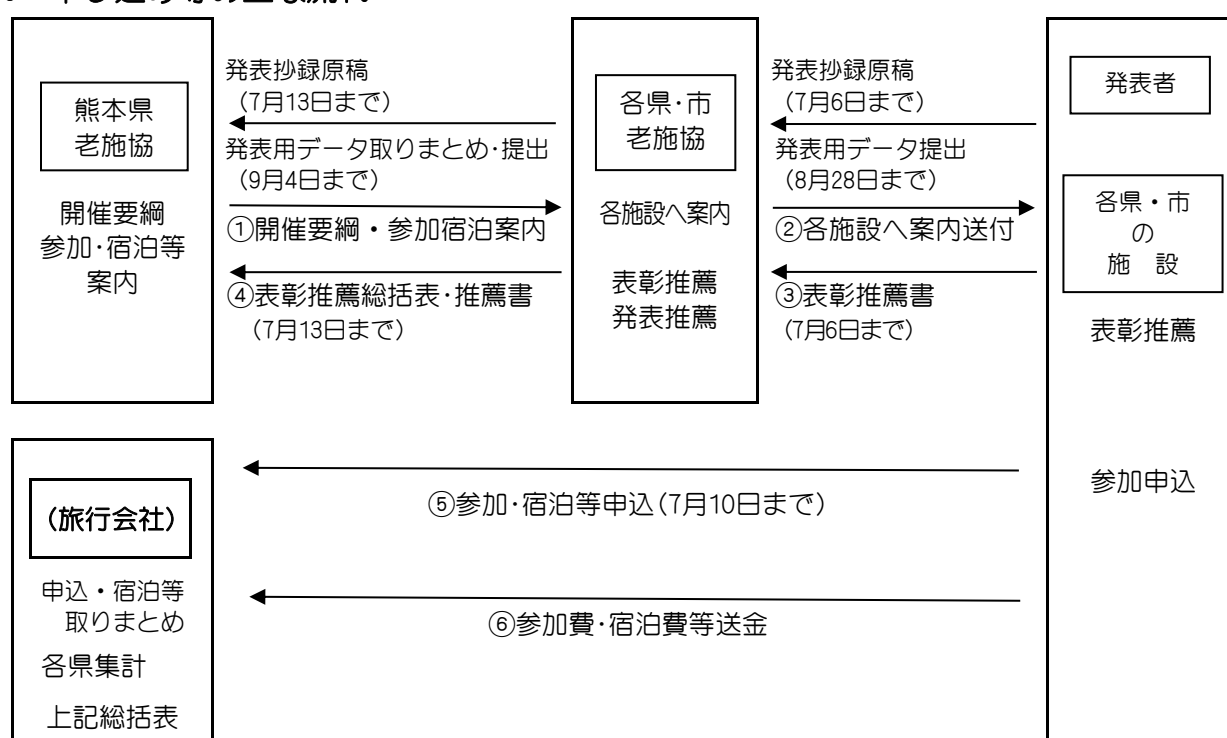 熊本県
老施協
開催要綱
参加･宿泊等
案内
発表抄録原稿
（7月13日まで）
発表用データ取りまとめ･提出
（9月4日まで）
①開催要綱・参加宿泊案内
④表彰推薦総括表･推薦書
（7月13日まで）
各県･市
老施協
各施設へ案内
表彰推薦
発表推薦
発表抄録原稿
（7月6日まで）
発表用データ提出
（8月28日まで）
②各施設へ案内送付
③表彰推薦書
（7月6日まで）
発表者
各県・市
の
施　設
表彰推薦
参加申込
（旅行会社）
申込・宿泊等
取りまとめ
各県集計
上記総括表
⑤参加･宿泊等申込（7月10日まで）
⑥参加費･宿泊費等送金